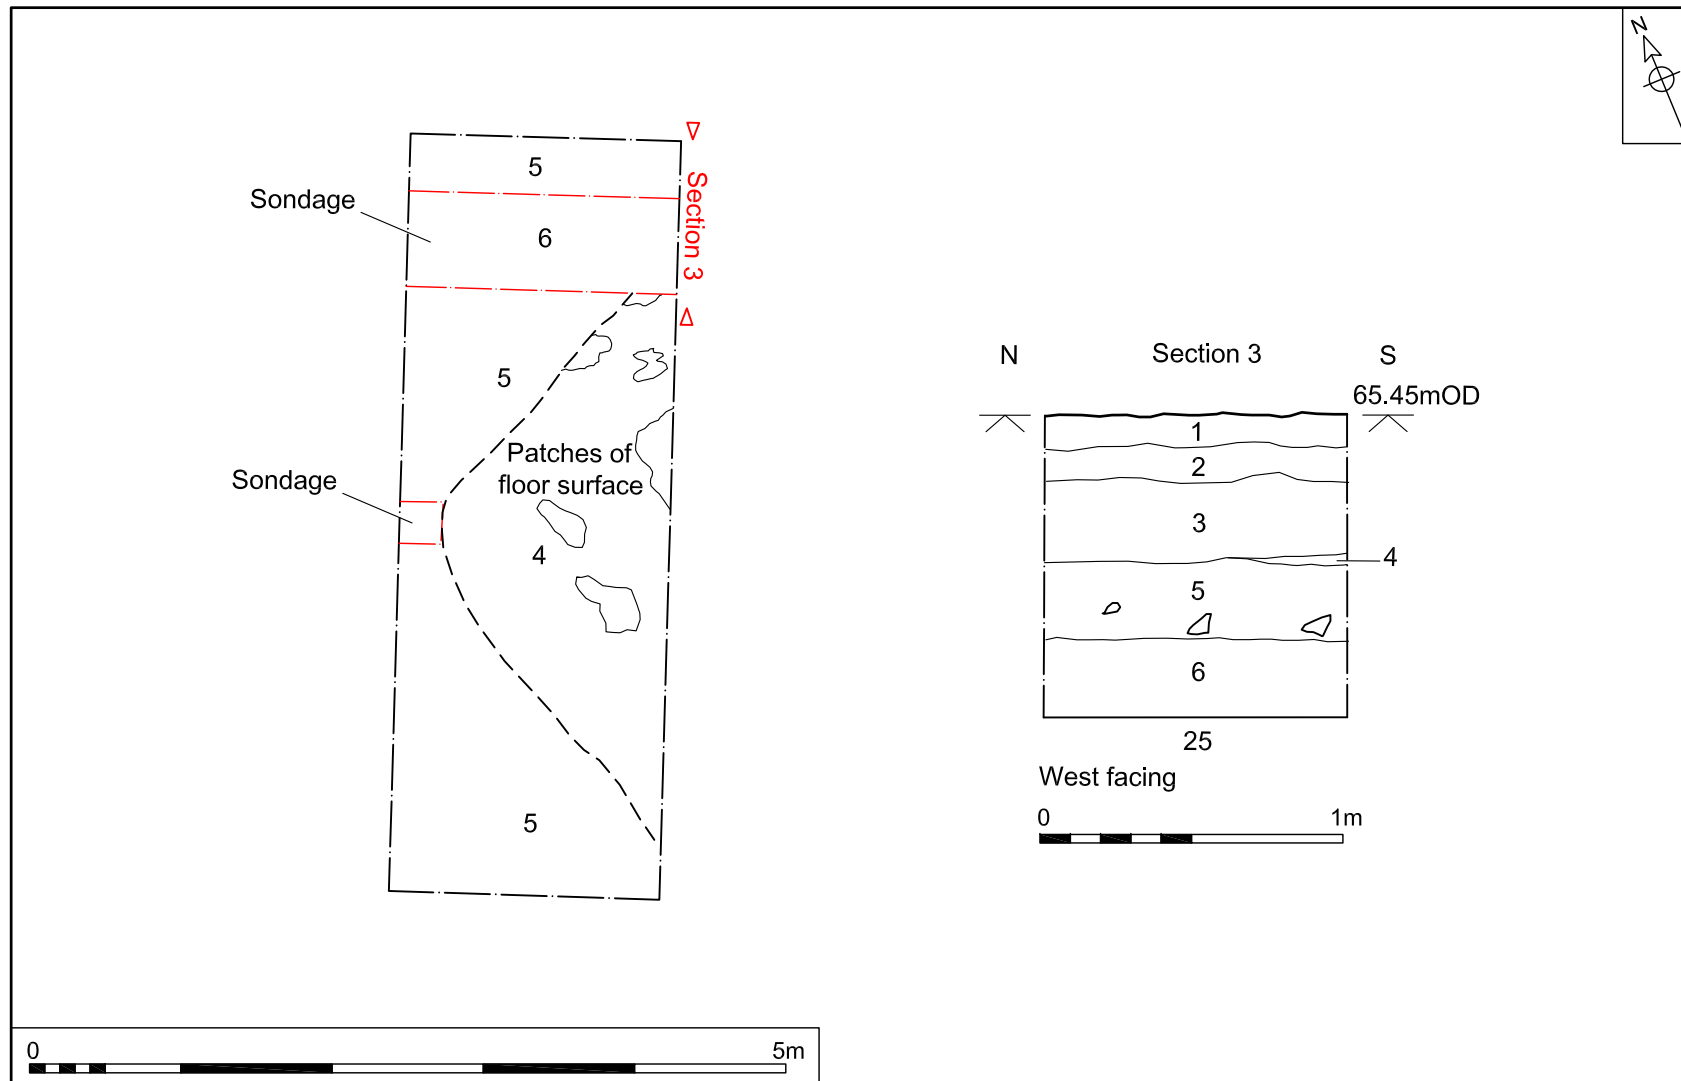 N
5
Sondage
6
Section 3
5
Patches of
floor surface
Sondage
4
5
N
Section 3
S
65.45mOD
1
2
3
4
5
6
25
West facing
0
1m
0
5m